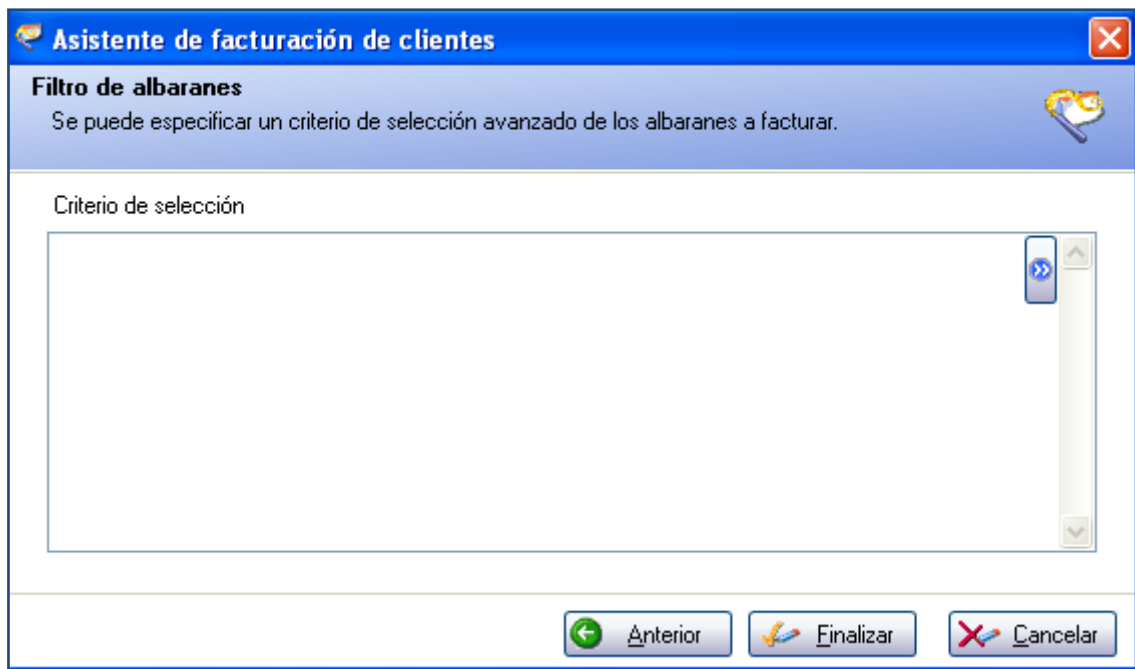 Asistente de facturación de clientes
Filtro de albaranes
Se puede especificar un criterio de selección avanzado de los albaranes a facturar.
Criterio de selección
Anterior Finalizar Cancelar